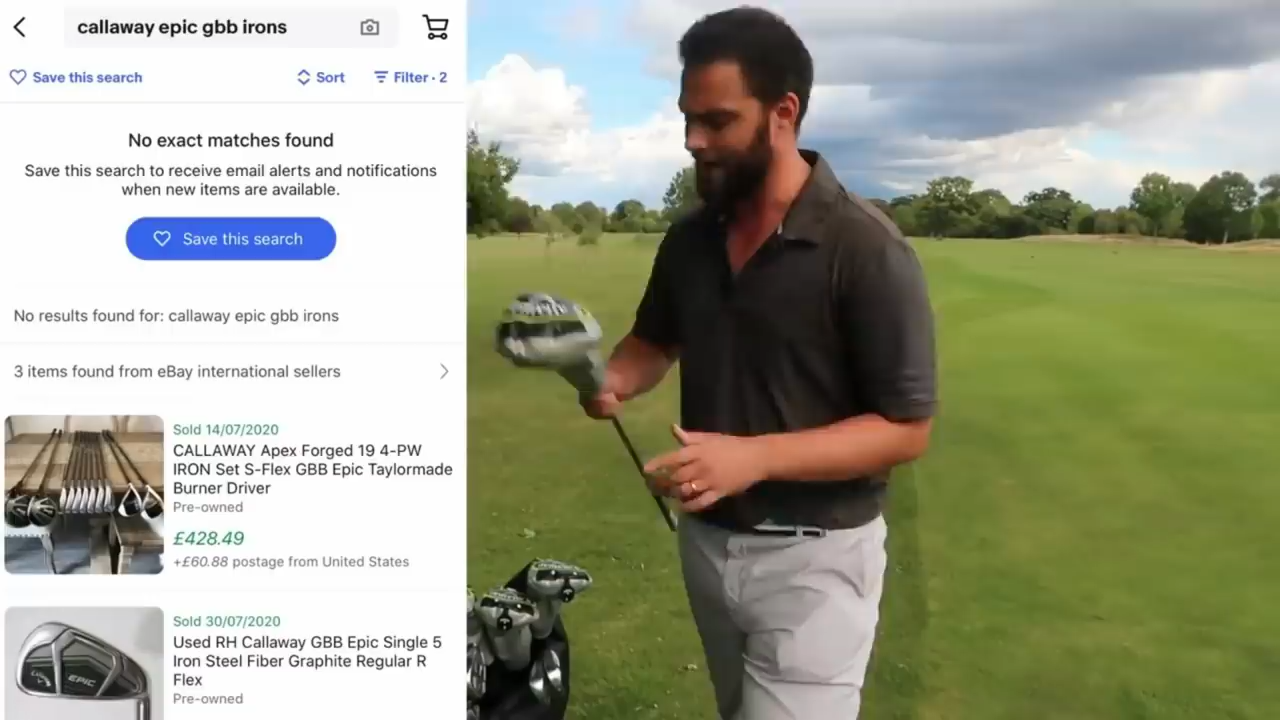 callaway epic gbb irons
Save this search
Sort
Filter · 2
No exact matches found
Save this search to receive email alerts and notifications
when new items are available.
Save this search
No results found for: callaway epic gbb irons
3 items found from eBay international sellers
Sold 14/07/2020
CALLAWAY Apex Forged 19 4-PW
IRON Set S-Flex GBB Epic Taylormade
Burner Driver
Pre-owned
£428.49
+£60.88 postage from United States
Sold 30/07/2020
Used RH Callaway GBB Epic Single 5
Iron Steel Fiber Graphite Regular R
Flex
Pre-owned
EPIC